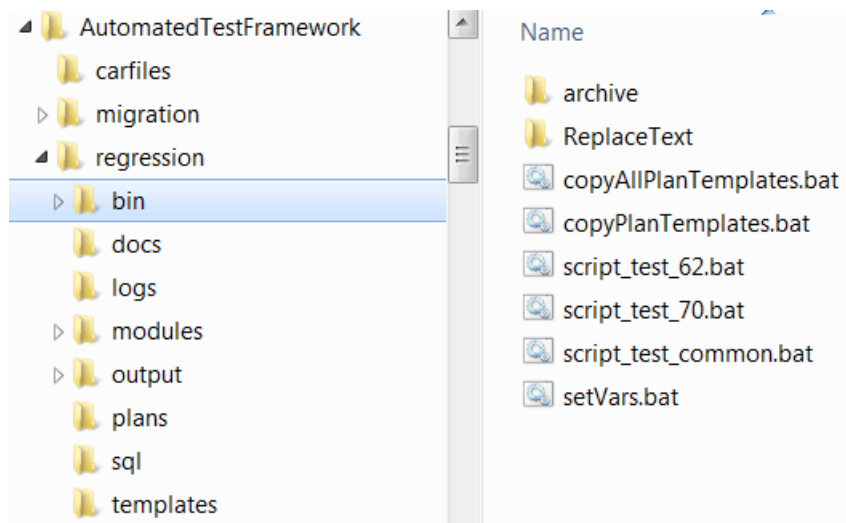 AutomatedTestFramework
carfiles
migration
regression
bin
docs
logs
modules
output
plans
sql
templates
Name
archive
ReplaceText
copyAllPlanTemplates.bat
copyPlanTemplates.bat
script_test_62.bat
script_test_70.bat
script_test_common.bat
setVars.bat